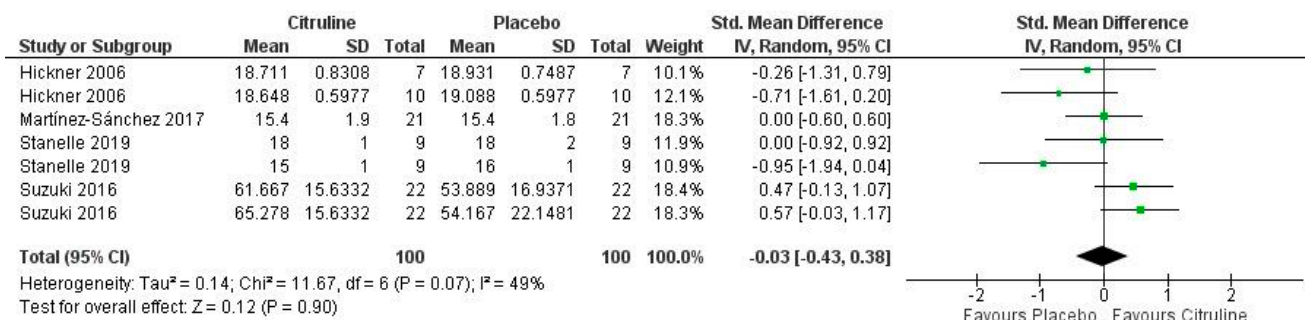 Citruline Placebo Std. Mean Difference Std. Mean Difference
Study or Subgroup Mean SD Total Mean SD Total Weight IV, Random, 95% CI IV, Random, 95% CI
Hickner 2006 18.711 0.8308 7 18.931 0.7487 7 10.1% -0.26 [-1.31, 0.79]
Hickner 2006 18.648 0.5977 10 19.088 0.5977 10 12.1% -0.71 [-1.61, 0.20]
Martínez-Sánchez 2017 15.4 1.9 21 15.4 1.8 21 18.3% 0.00 [-0.60, 0.60]
Stanelle 2019 18 1 9 18 2 9 11.9% 0.00 [-0.92, 0.92]
Stanelle 2019 15 1 9 16 1 9 10.9% -0.95 [-1.94, 0.04]
Suzuki 2016 61.667 15.6332 22 53.889 16.9371 22 18.4% 0.47 [-0.13, 1.07]
Suzuki 2016 65.278 15.6332 22 54.167 22.1481 22 18.3% 0.57 [-0.03, 1.17]
Total (95% CI) 100 100 100.0% -0.03 [-0.43, 0.38]
Heterogeneity: Tau² = 0.14; Chi² = 11.67, df = 6 (P = 0.07); I² = 49%
Test for overall effect: Z = 0.12 (P = 0.90)
-2 -1 0 1 2
Favours Placebo Favours Citruline